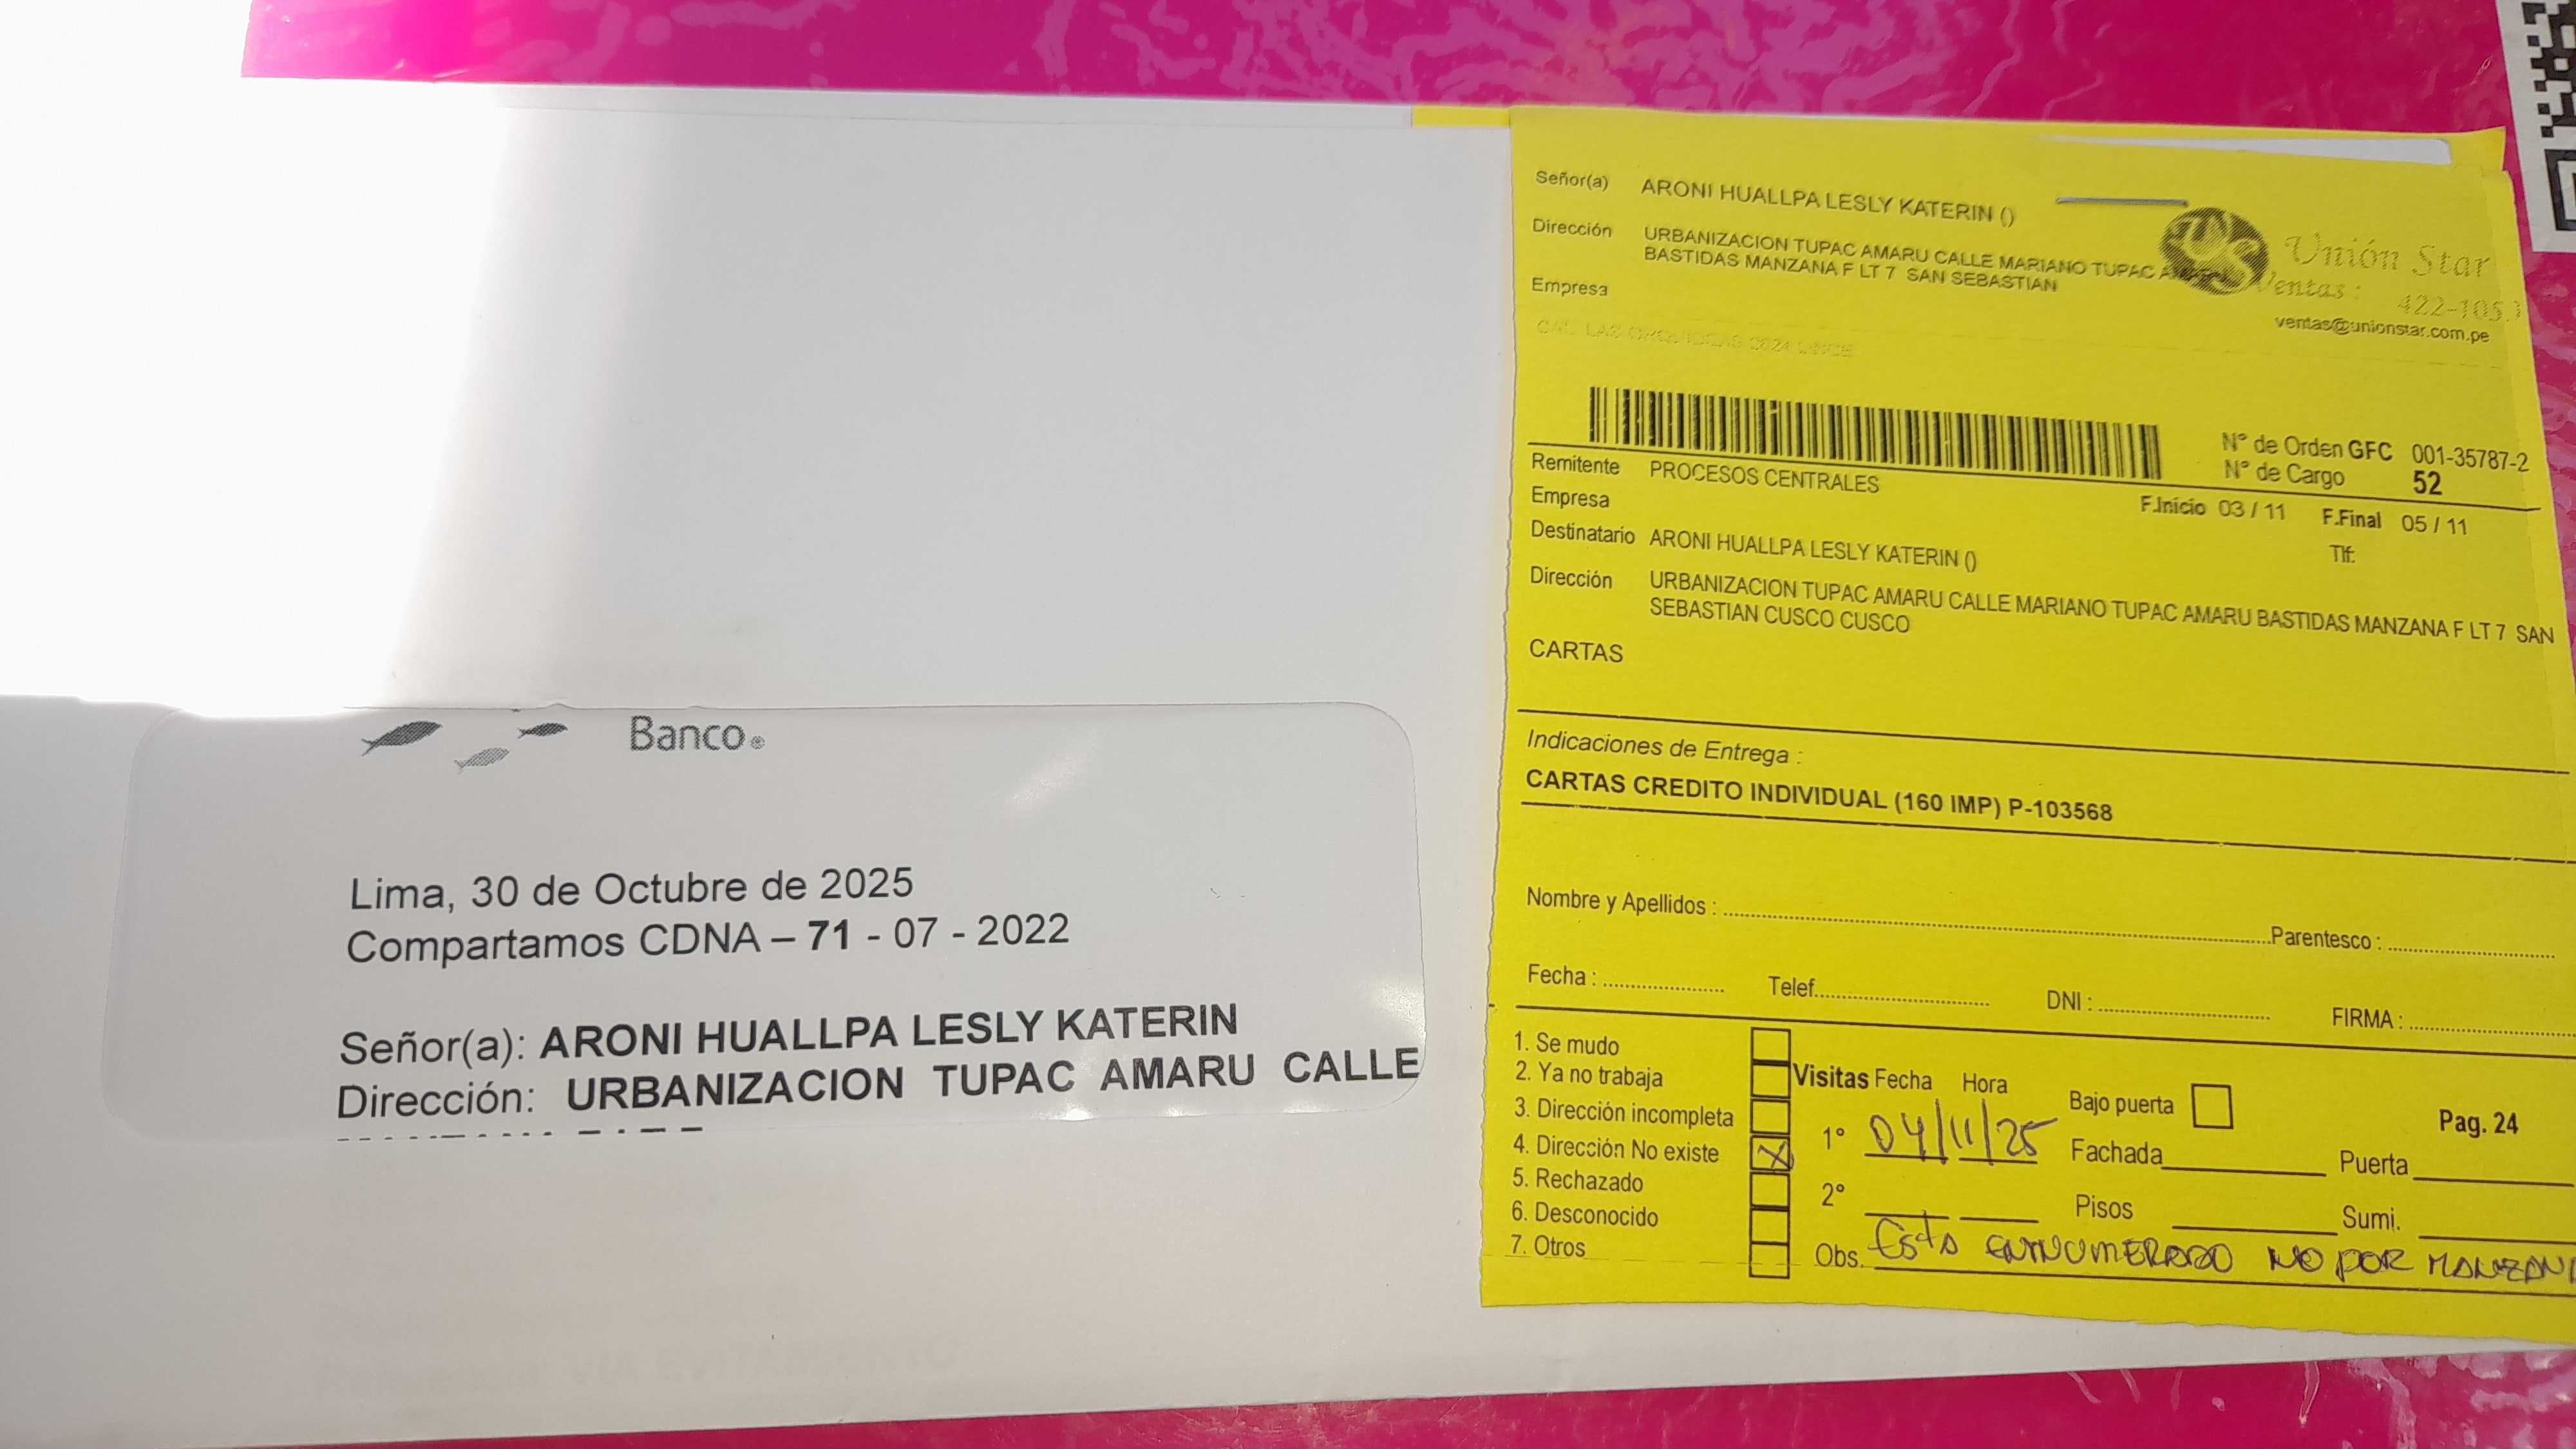 Banco
Lima, 30 de Octubre de 2025
Compartamos CDNA – 71 - 07 - 2022
Señor(a): ARONI HUALLPA LESLY KATERIN
Dirección: URBANIZACION TUPAC AMARU CALLE
Señor(a) ARONI HUALLPA LESLY KATERIN ()
Dirección URBANIZACION TUPAC AMARU CALLE MARIANO TUPAC
BASTIDAS MANZANA F LT 7 SAN SEBASTIAN
Empresa
US Unión Star
Ventas: 422-105
ventas@unionstar.com.pe
N° de Orden GFC 001-35787-2
N° de Cargo 52
Remitente PROCESOS CENTRALES
Empresa
F.Inicio 03 / 11 F.Final 05 / 11
Destinatario ARONI HUALLPA LESLY KATERIN ()
Tlf:
Dirección URBANIZACION TUPAC AMARU CALLE MARIANO TUPAC AMARU BASTIDAS MANZANA F LT 7 SAN
SEBASTIAN CUSCO CUSCO
CARTAS
Indicaciones de Entrega :
CARTAS CREDITO INDIVIDUAL (160 IMP) P-103568
Nombre y Apellidos : Parentesco :
Fecha : Telef. DNI : FIRMA :
1. Se mudo
2. Ya no trabaja
3. Dirección incompleta
4. Dirección No existe X
5. Rechazado
6. Desconocido
7. Otros
Visitas Fecha Hora
1° 04/11/25
2°
Bajo puerta
Pag. 24
Fachada Puerta
Pisos Sumi.
Obs. Esta ennumerado no por manzana